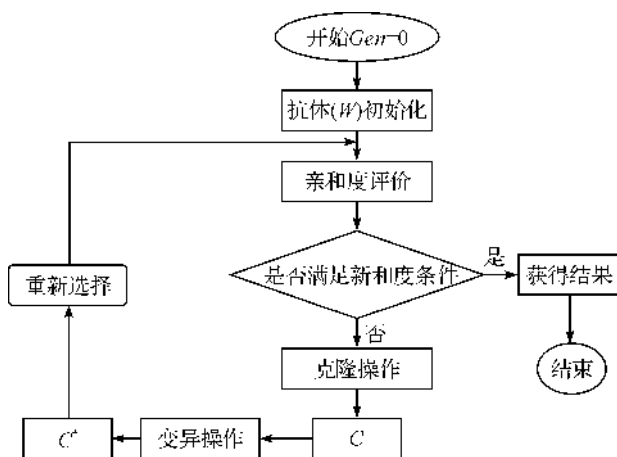 开始Gen=0
抗体(W)初始化
亲和度评价
是否满足新和度条件
是
获得结果
重新选择
否
克隆操作
结束
C*
变异操作
C